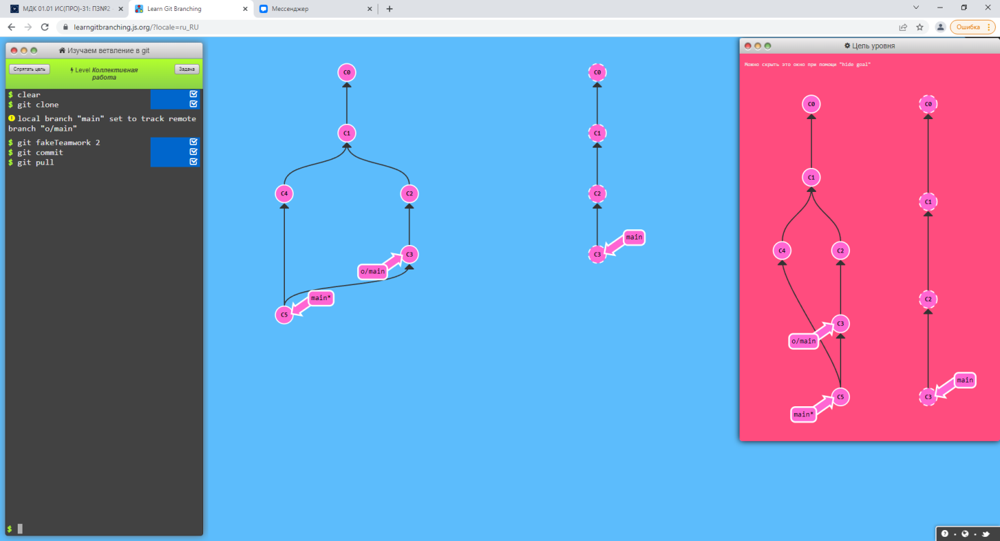 МДК 01.01 ИС(ПРО)-31: ПЗ№2
Learn Git Branching
Мессенджер
learngitbranching.js.org/?locale=ru_RU
Ошибка
Изучаем ветвление в git
Спрятать цель
Level Коллективная
работа
Задача
$ clear
$ git clone
local branch "main" set to track remote
branch "o/main"
$ git fakeTeamwork 2
$ git commit
$ git pull
$
C0
C1
C4
C2
C3
o/main
main*
C5
C0
C1
C2
main
C3
Цель уровня
Можно скрыть это окно при помощи "hide goal"
C0
C1
C4
C2
C3
o/main
C5
main*
C0
C1
C2
main
C3